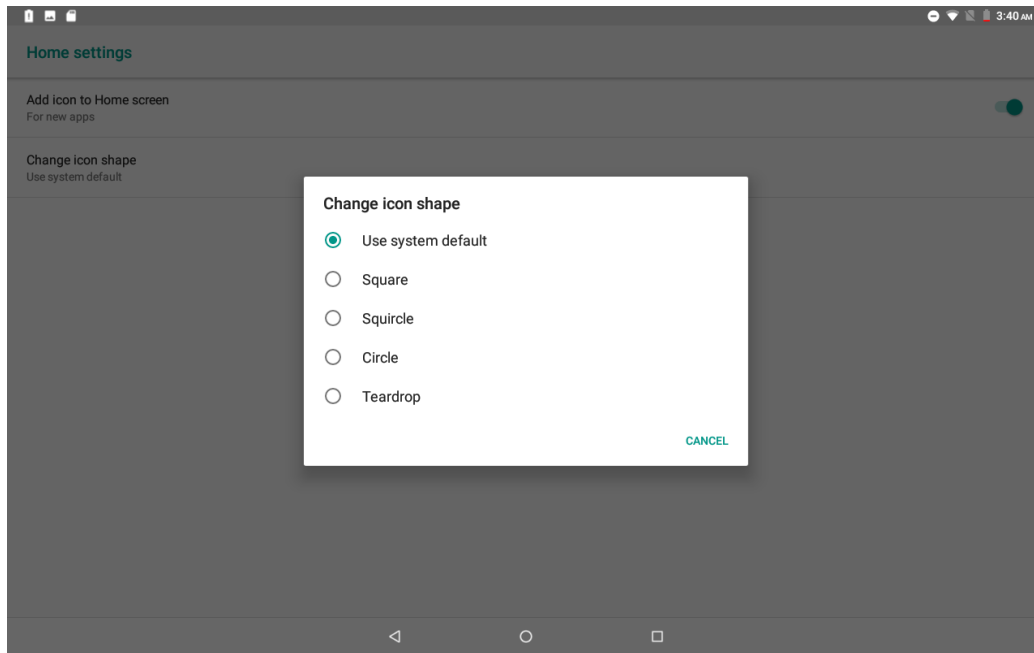 3:40 AM
Home settings
Add icon to Home screen
For new apps
Change icon shape
Use system default
Change icon shape
Use system default
Square
Squircle
Circle
Teardrop
CANCEL